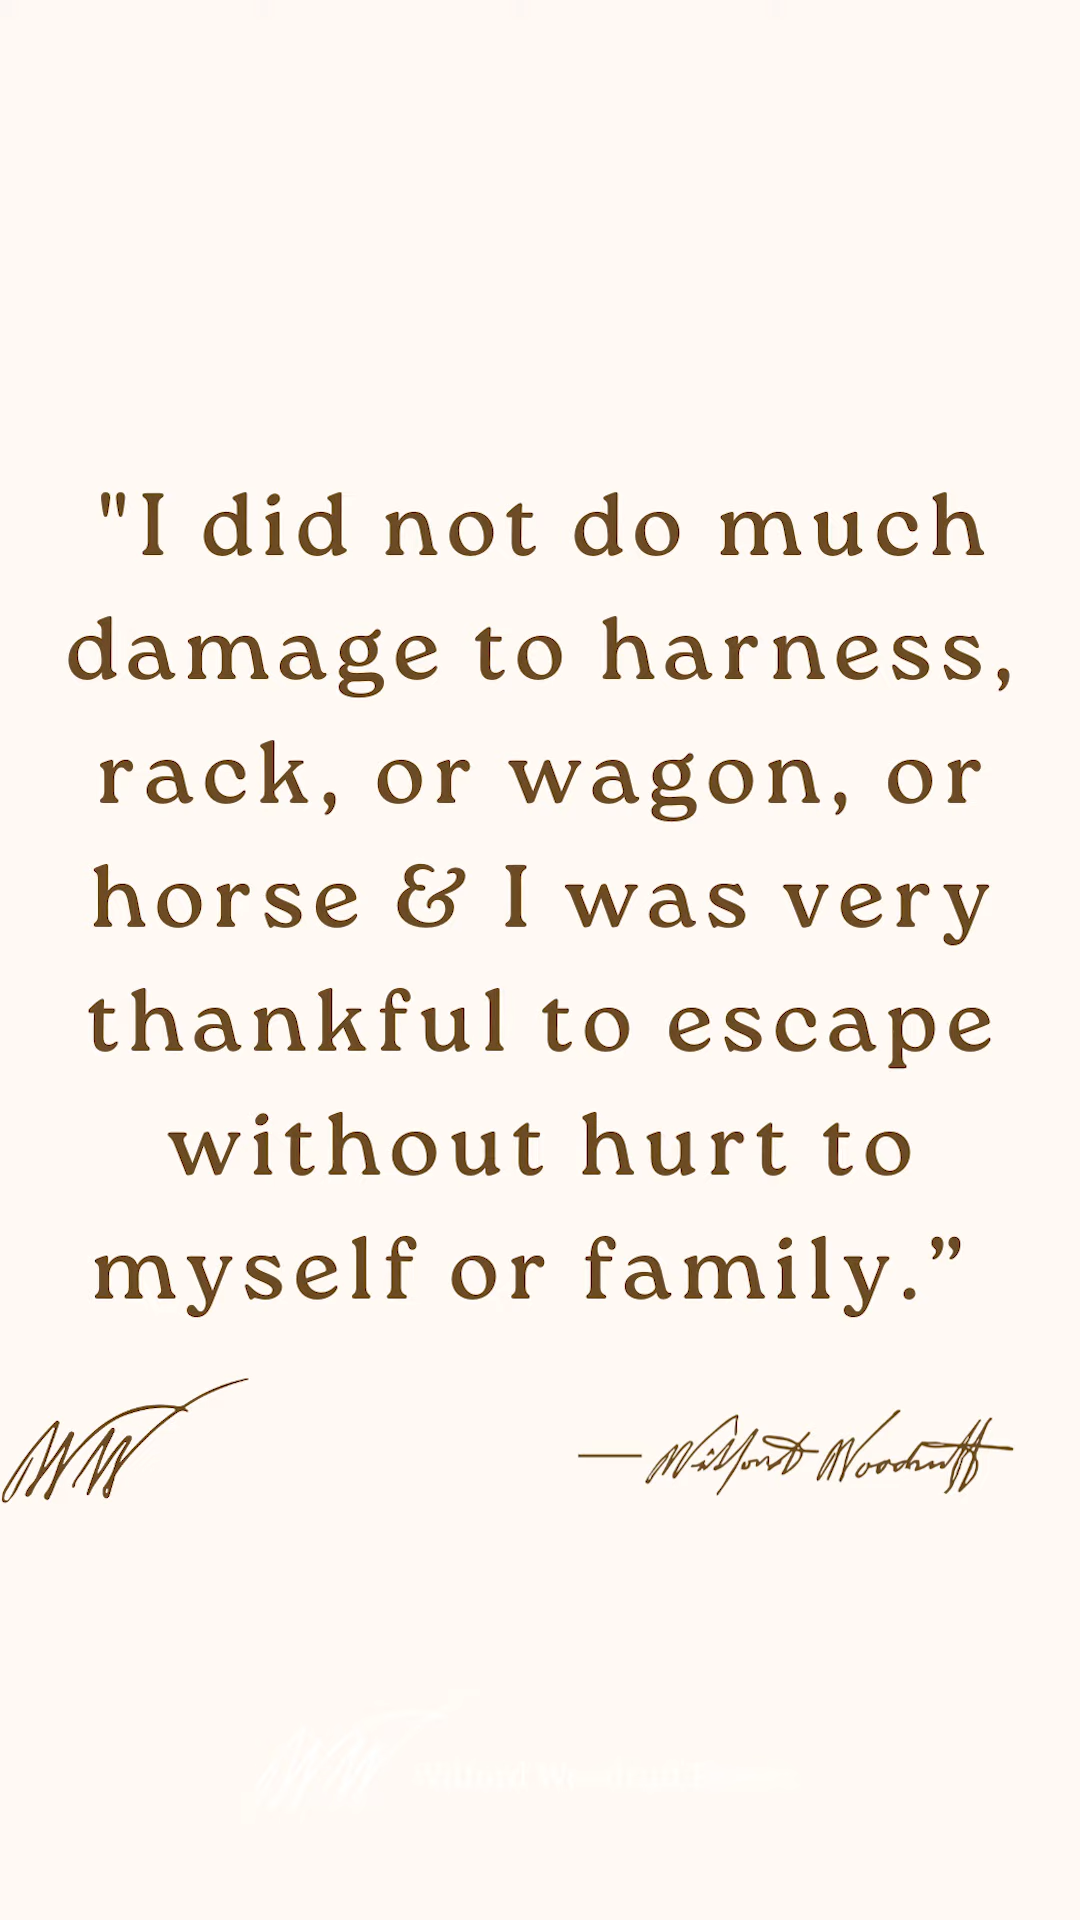 "I did not do much
damage to harness,
rack, or wagon, or
horse & I was very
thankful to escape
without hurt to
myself or family.”
WW
— Wilford Woodruff